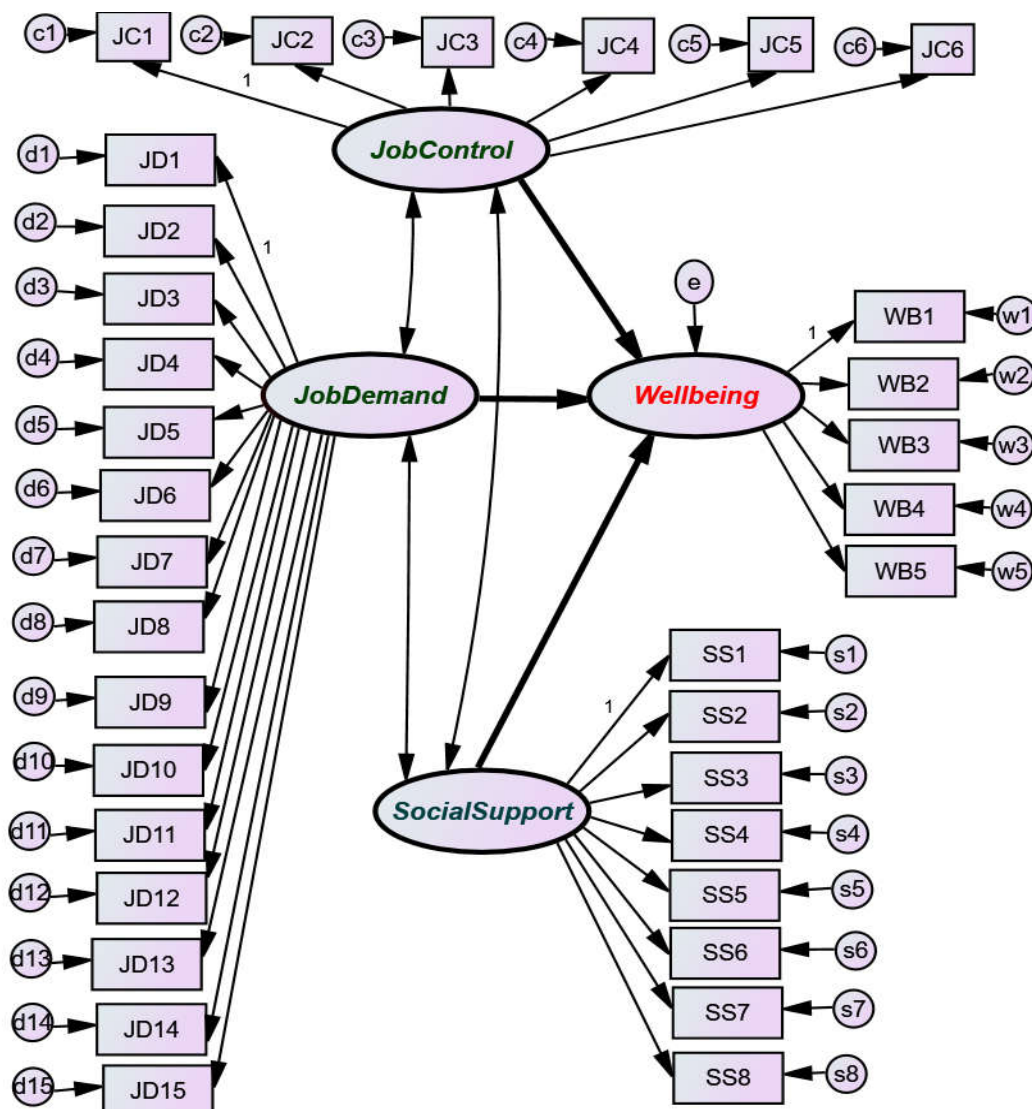 c1 JC1 c2 JC2 c3 JC3 c4 JC4 c5 JC5 c6 JC6
1
JobControl
d1 JD1
d2 JD2
1
d3 JD3
e
d4 JD4
d5 JD5
d6 JD6
d7 JD7
d8 JD8
d9 JD9
d10 JD10
d11 JD11
d12 JD12
d13 JD13
d14 JD14
d15 JD15
JobDemand
Wellbeing
1
WB1 w1
WB2 w2
WB3 w3
WB4 w4
WB5 w5
SocialSupport
1
SS1 s1
SS2 s2
SS3 s3
SS4 s4
SS5 s5
SS6 s6
SS7 s7
SS8 s8